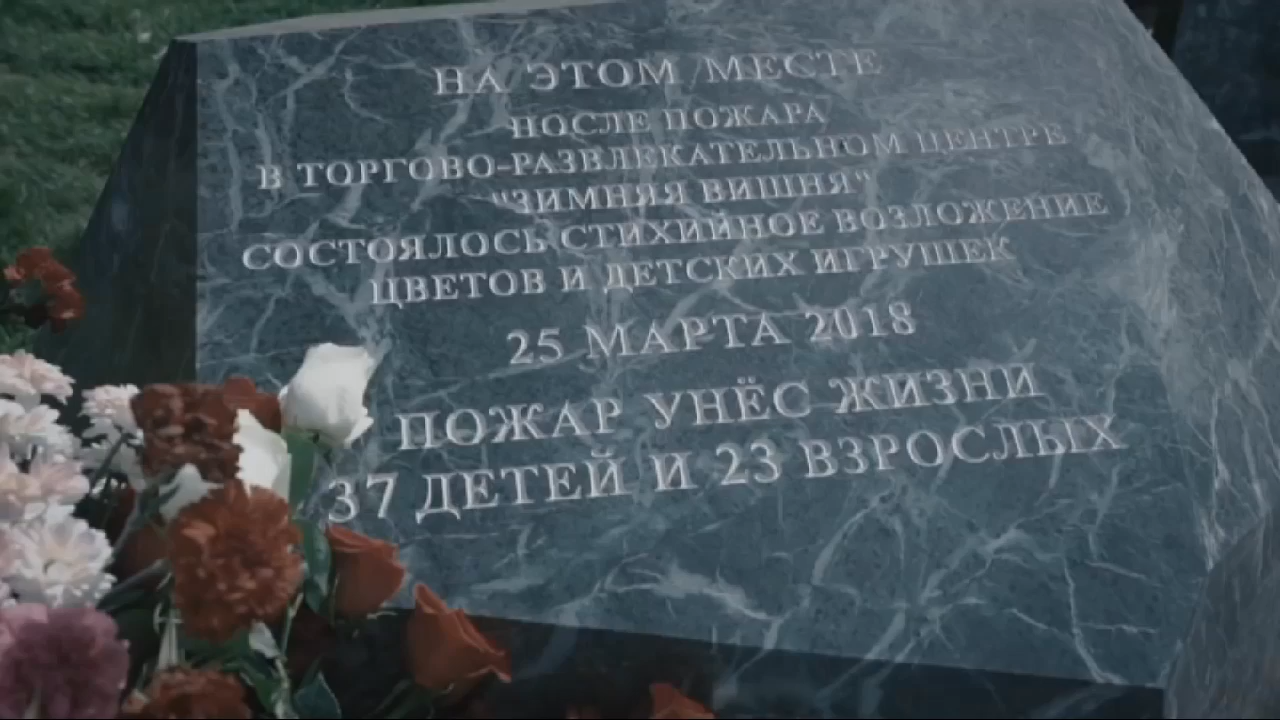 НА ЭТОМ МЕСТЕ
ПОСЛЕ ПОЖАРА
В ТОРГОВО-РАЗВЛЕКАТЕЛЬНОМ ЦЕНТРЕ
"ЗИМНЯЯ ВИШНЯ"
СОСТОЯЛОСЬ СТИХИЙНОЕ ВОЗЛОЖЕНИЕ
ЦВЕТОВ И ДЕТСКИХ ИГРУШЕК
25 МАРТА 2018
ПОЖАР УНЁС ЖИЗНИ
37 ДЕТЕЙ И 23 ВЗРОСЛЫХ